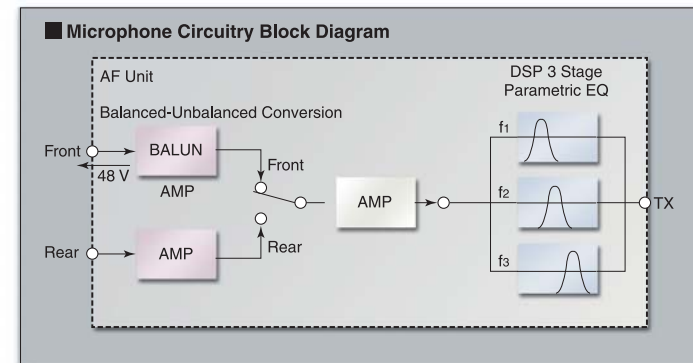 Microphone Circuitry Block Diagram
AF Unit
DSP 3 Stage
Parametric EQ
Balanced-Unbalanced Conversion
Front
BALUN
48 V
AMP
Front
f1
f2
f3
AMP
TX
Rear
AMP
Rear